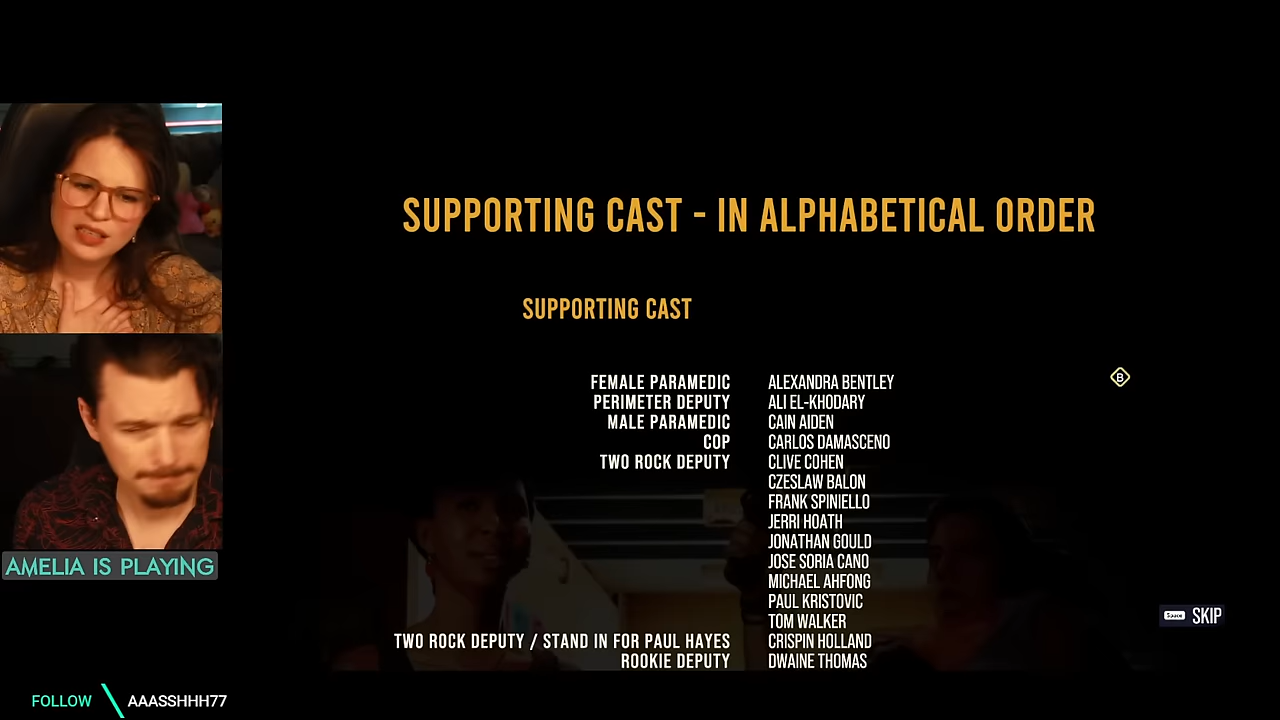 SUPPORTING CAST - IN ALPHABETICAL ORDER
SUPPORTING CAST
FEMALE PARAMEDIC ALEXANDRA BENTLEY
PERIMETER DEPUTY ALI EL-KHODARY
MALE PARAMEDIC CAIN AIDEN
COP CARLOS DAMASCENO
TWO ROCK DEPUTY CLIVE COHEN
CZESLAW BALON
FRANK SPINIELLO
JERRI HOATH
JONATHAN GOULD
JOSE SORIA CANO
MICHAEL AHFONG
PAUL KRISTOVIC
TOM WALKER
TWO ROCK DEPUTY / STAND IN FOR PAUL HAYES CRISPIN HOLLAND
ROOKIE DEPUTY DWAINE THOMAS
B
Space SKIP
AMELIA IS PLAYING
FOLLOW AAASSHHH77